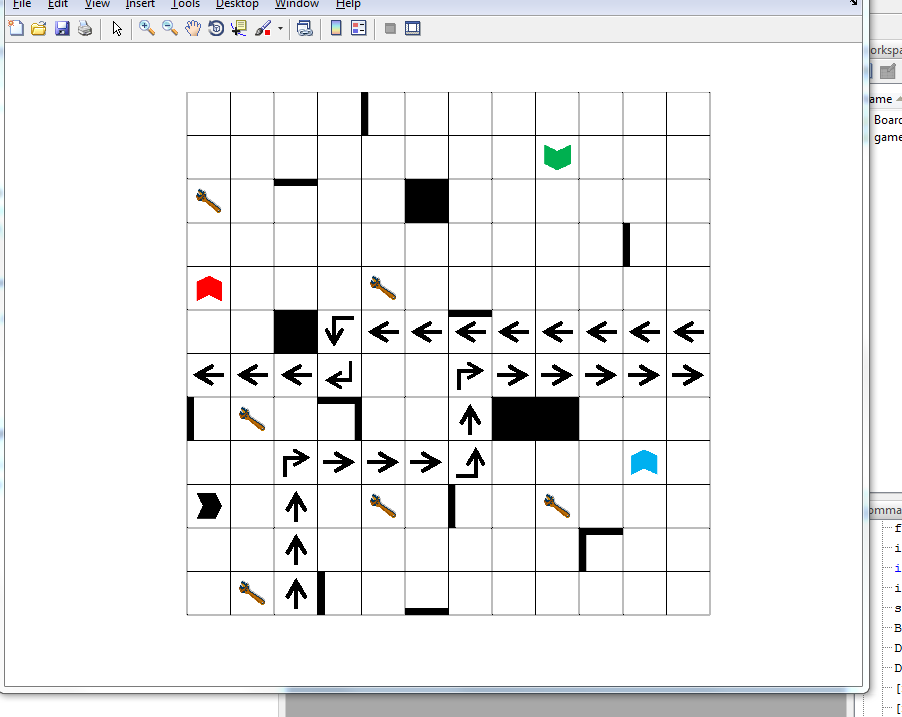 File Edit View Insert Tools Desktop Window Help
orkspa
ame
Board
game
omma
f
i
i
i
s
B
D
D
[
[